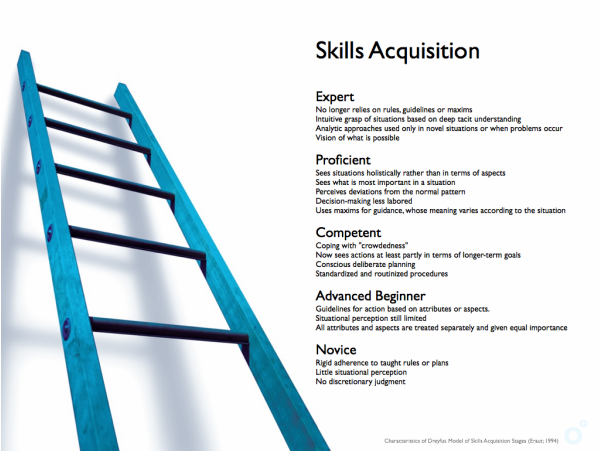 Skills Acquisition
Expert
No longer relies on rules, guidelines or maxims
Intuitive grasp of situations based on deep tacit understanding
Analytic approaches used only in novel situations or when problems occur
Vision of what is possible
Proficient
Sees situations holistically rather than in terms of aspects
Sees what is most important in a situation
Perceives deviations from the normal pattern
Decision-making less labored
Uses maxims for guidance, whose meaning varies according to the situation
Competent
Coping with "crowdedness"
Now sees actions at least partly in terms of longer-term goals
Conscious deliberate planning
Standardized and routinized procedures
Advanced Beginner
Guidelines for action based on attributes or aspects.
Situational perception still limited
All attributes and aspects are treated separately and given equal importance
Novice
Rigid adherence to taught rules or plans
Little situational perception
No discretionary judgment
Characteristics of Dreyfus Model of Skills Acquisition Stages (Eraut; 1994)